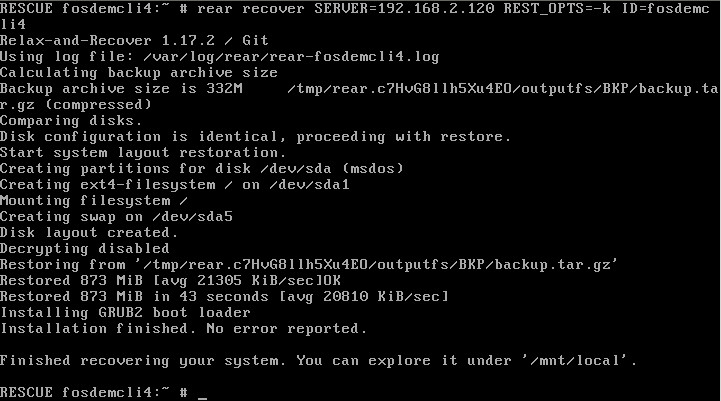 RESCUE fosdemcli4:~ # rear recover SERVER=192.168.2.120 REST_OPTS=-k ID=fosdemc
li4
Relax-and-Recover 1.17.2 / Git
Using log file: /var/log/rear/rear-fosdemcli4.log
Calculating backup archive size
Backup archive size is 332M     /tmp/rear.c7HvG8llh5Xu4EO/outputfs/BKP/backup.ta
r.gz (compressed)
Comparing disks.
Disk configuration is identical, proceeding with restore.
Start system layout restoration.
Creating partitions for disk /dev/sda (msdos)
Creating ext4-filesystem / on /dev/sda1
Mounting filesystem /
Creating swap on /dev/sda5
Disk layout created.
Decrypting disabled
Restoring from '/tmp/rear.c7HvG8llh5Xu4EO/outputfs/BKP/backup.tar.gz'
Restored 873 MiB [avg 21305 KiB/sec]OK
Restored 873 MiB in 43 seconds [avg 20810 KiB/sec]
Installing GRUB2 boot loader
Installation finished. No error reported.

Finished recovering your system. You can explore it under '/mnt/local'.

RESCUE fosdemcli4:~ # _